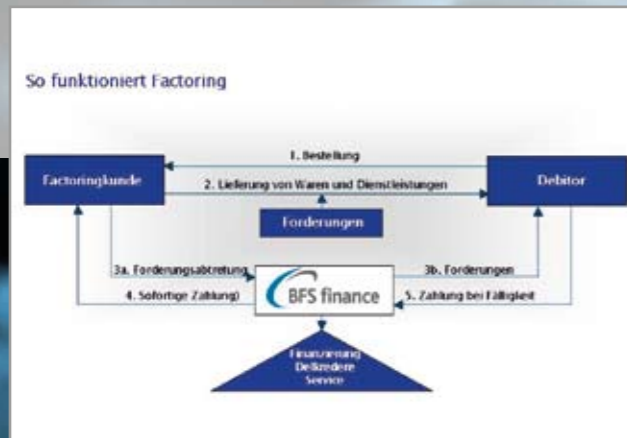 So funktioniert Factoring
1. Bestellung
Factoringkunde
Debitor
2. Lieferung von Waren und Dienstleistungen
Forderungen
3a. Forderungsabtretung
3b. Forderungen
BFS finance
4. Sofortige Zahlung)
5. Zahlung bei Fälligkeit
Finanzierung
Delkredere
Service